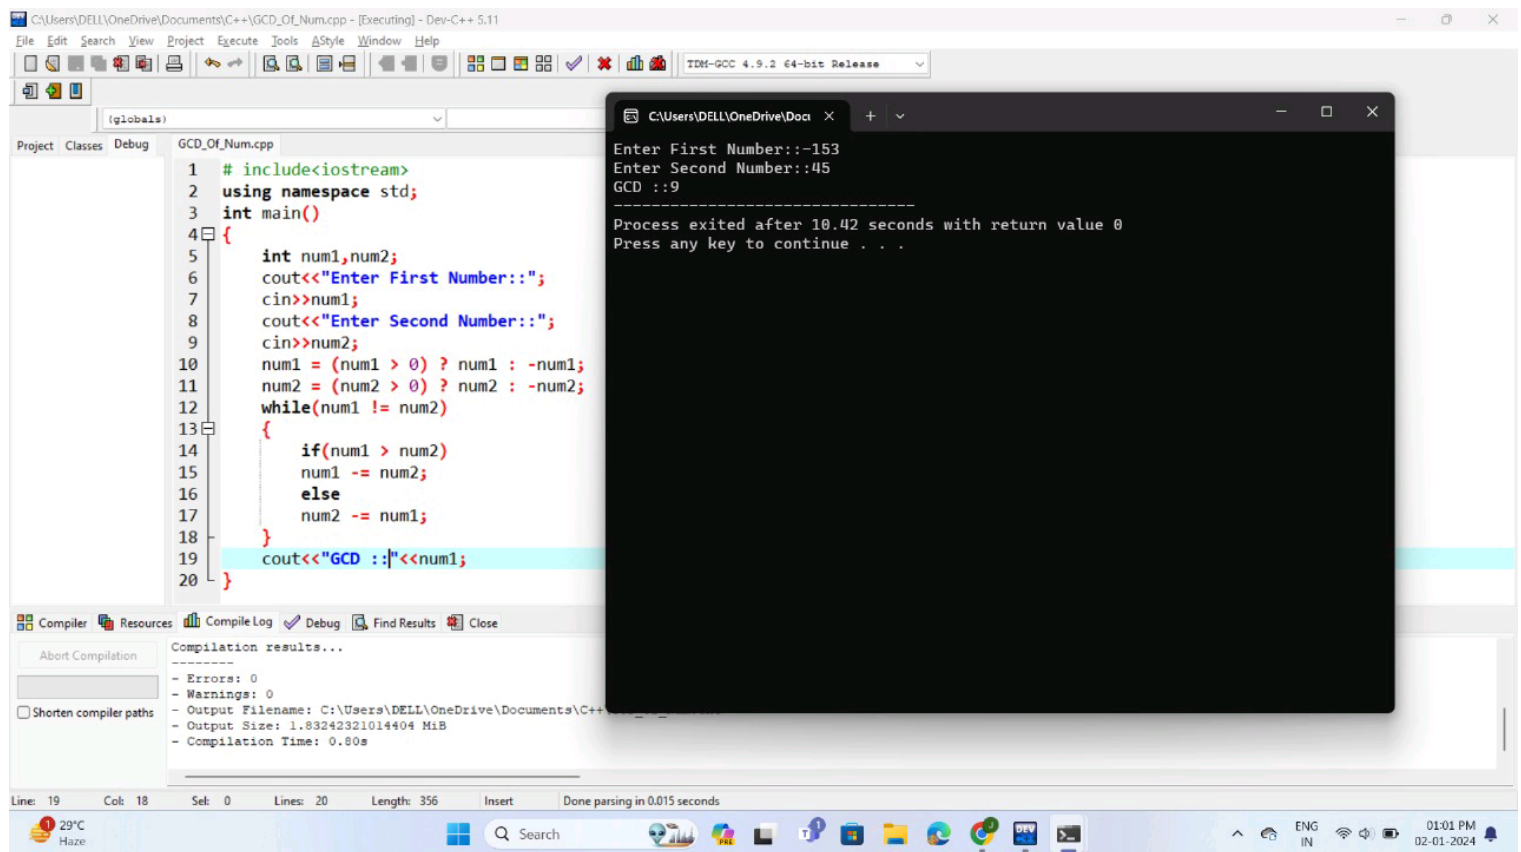 C:\Users\DELL\OneDrive\Documents\C++\GCD_Of_Num.cpp - [Executing] - Dev-C++ 5.11
File Edit Search View Project Execute Tools AStyle Window Help
TDM-GCC 4.9.2 64-bit Release
(globals)
Project Classes Debug
GCD_Of_Num.cpp
1 # include<iostream>
2 using namespace std;
3 int main()
4 {
5 int num1,num2;
6 cout<<"Enter First Number::";
7 cin>>num1;
8 cout<<"Enter Second Number::";
9 cin>>num2;
10 num1 = (num1 > 0) ? num1 : -num1;
11 num2 = (num2 > 0) ? num2 : -num2;
12 while(num1 != num2)
13 {
14 if(num1 > num2)
15 num1 -= num2;
16 else
17 num2 -= num1;
18 }
19 cout<<"GCD ::"<<num1;
20 }
C:\Users\DELL\OneDrive\Docu
Enter First Number::-153
Enter Second Number::45
GCD ::9
--------------------------------
Process exited after 10.42 seconds with return value 0
Press any key to continue . . .
Compiler Resources Compile Log Debug Find Results Close
Abort Compilation
Shorten compiler paths
Compilation results...
--------
- Errors: 0
- Warnings: 0
- Output Filename: C:\Users\DELL\OneDrive\Documents\C++
- Output Size: 1.83242321014404 MiB
- Compilation Time: 0.80s
Line: 19 Col: 18 Sel: 0 Lines: 20 Length: 356 Insert Done parsing in 0.015 seconds
1
29°C
Haze
Search
PRE
1
DEV
ENG
IN
01:01 PM
02-01-2024